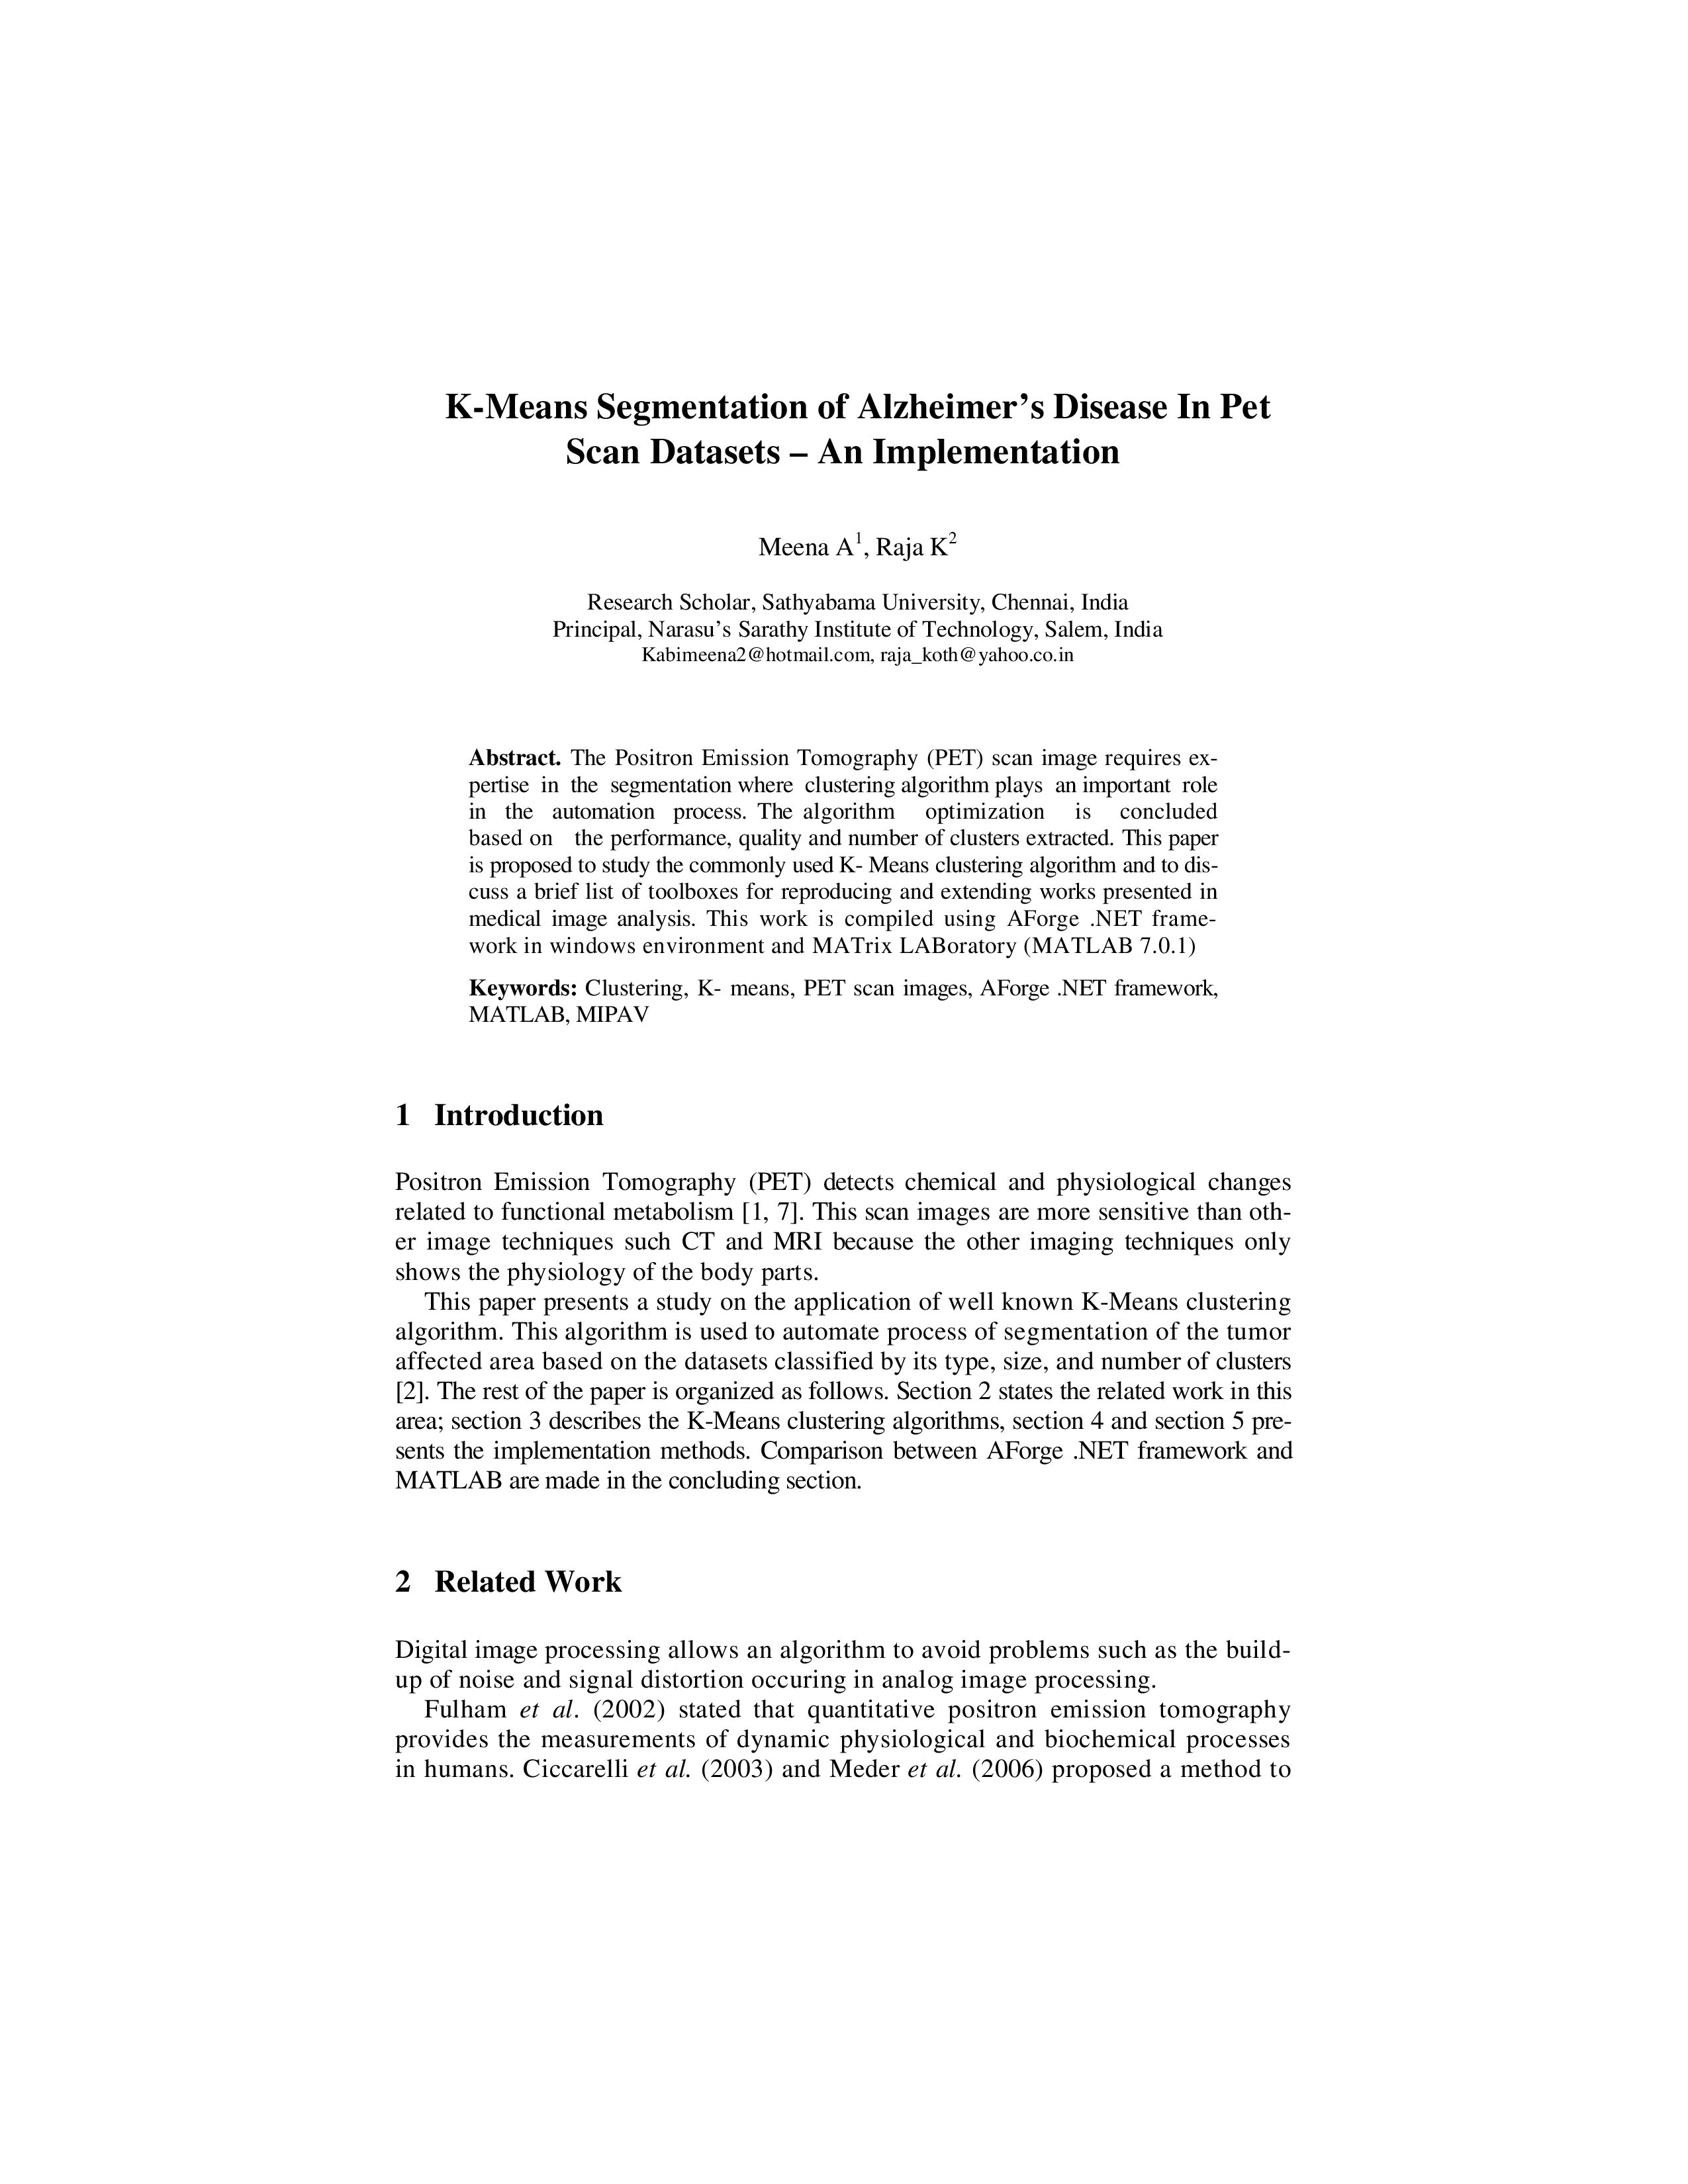 K-Means Segmentation of Alzheimer’s Disease In Pet
Scan Datasets – An Implementation
Meena A1, Raja K2
Research Scholar, Sathyabama University, Chennai, India
Principal, Narasu’s Sarathy Institute of Technology, Salem, India
Kabimeena2@hotmail.com, raja_koth@yahoo.co.in
Abstract. The Positron Emission Tomography (PET) scan image requires ex-
pertise in the segmentation where clustering algorithm plays an important role
in the automation process. The algorithm optimization is concluded
based on the performance, quality and number of clusters extracted. This paper
is proposed to study the commonly used K- Means clustering algorithm and to dis-
cuss a brief list of toolboxes for reproducing and extending works presented in
medical image analysis. This work is compiled using AForge .NET frame-
work in windows environment and MATrix LABoratory (MATLAB 7.0.1)
Keywords: Clustering, K- means, PET scan images, AForge .NET framework,
MATLAB, MIPAV
1 Introduction
Positron Emission Tomography (PET) detects chemical and physiological changes
related to functional metabolism [1, 7]. This scan images are more sensitive than oth-
er image techniques such CT and MRI because the other imaging techniques only
shows the physiology of the body parts.
This paper presents a study on the application of well known K-Means clustering
algorithm. This algorithm is used to automate process of segmentation of the tumor
affected area based on the datasets classified by its type, size, and number of clusters
[2]. The rest of the paper is organized as follows. Section 2 states the related work in this
area; section 3 describes the K-Means clustering algorithms, section 4 and section 5 pre-
sents the implementation methods. Comparison between AForge .NET framework and
MATLAB are made in the concluding section.
2 Related Work
Digital image processing allows an algorithm to avoid problems such as the build-
up of noise and signal distortion occuring in analog image processing.
Fulham et al. (2002) stated that quantitative positron emission tomography
provides the measurements of dynamic physiological and biochemical processes
in humans. Ciccarelli et al. (2003) and Meder et al. (2006) proposed a method to